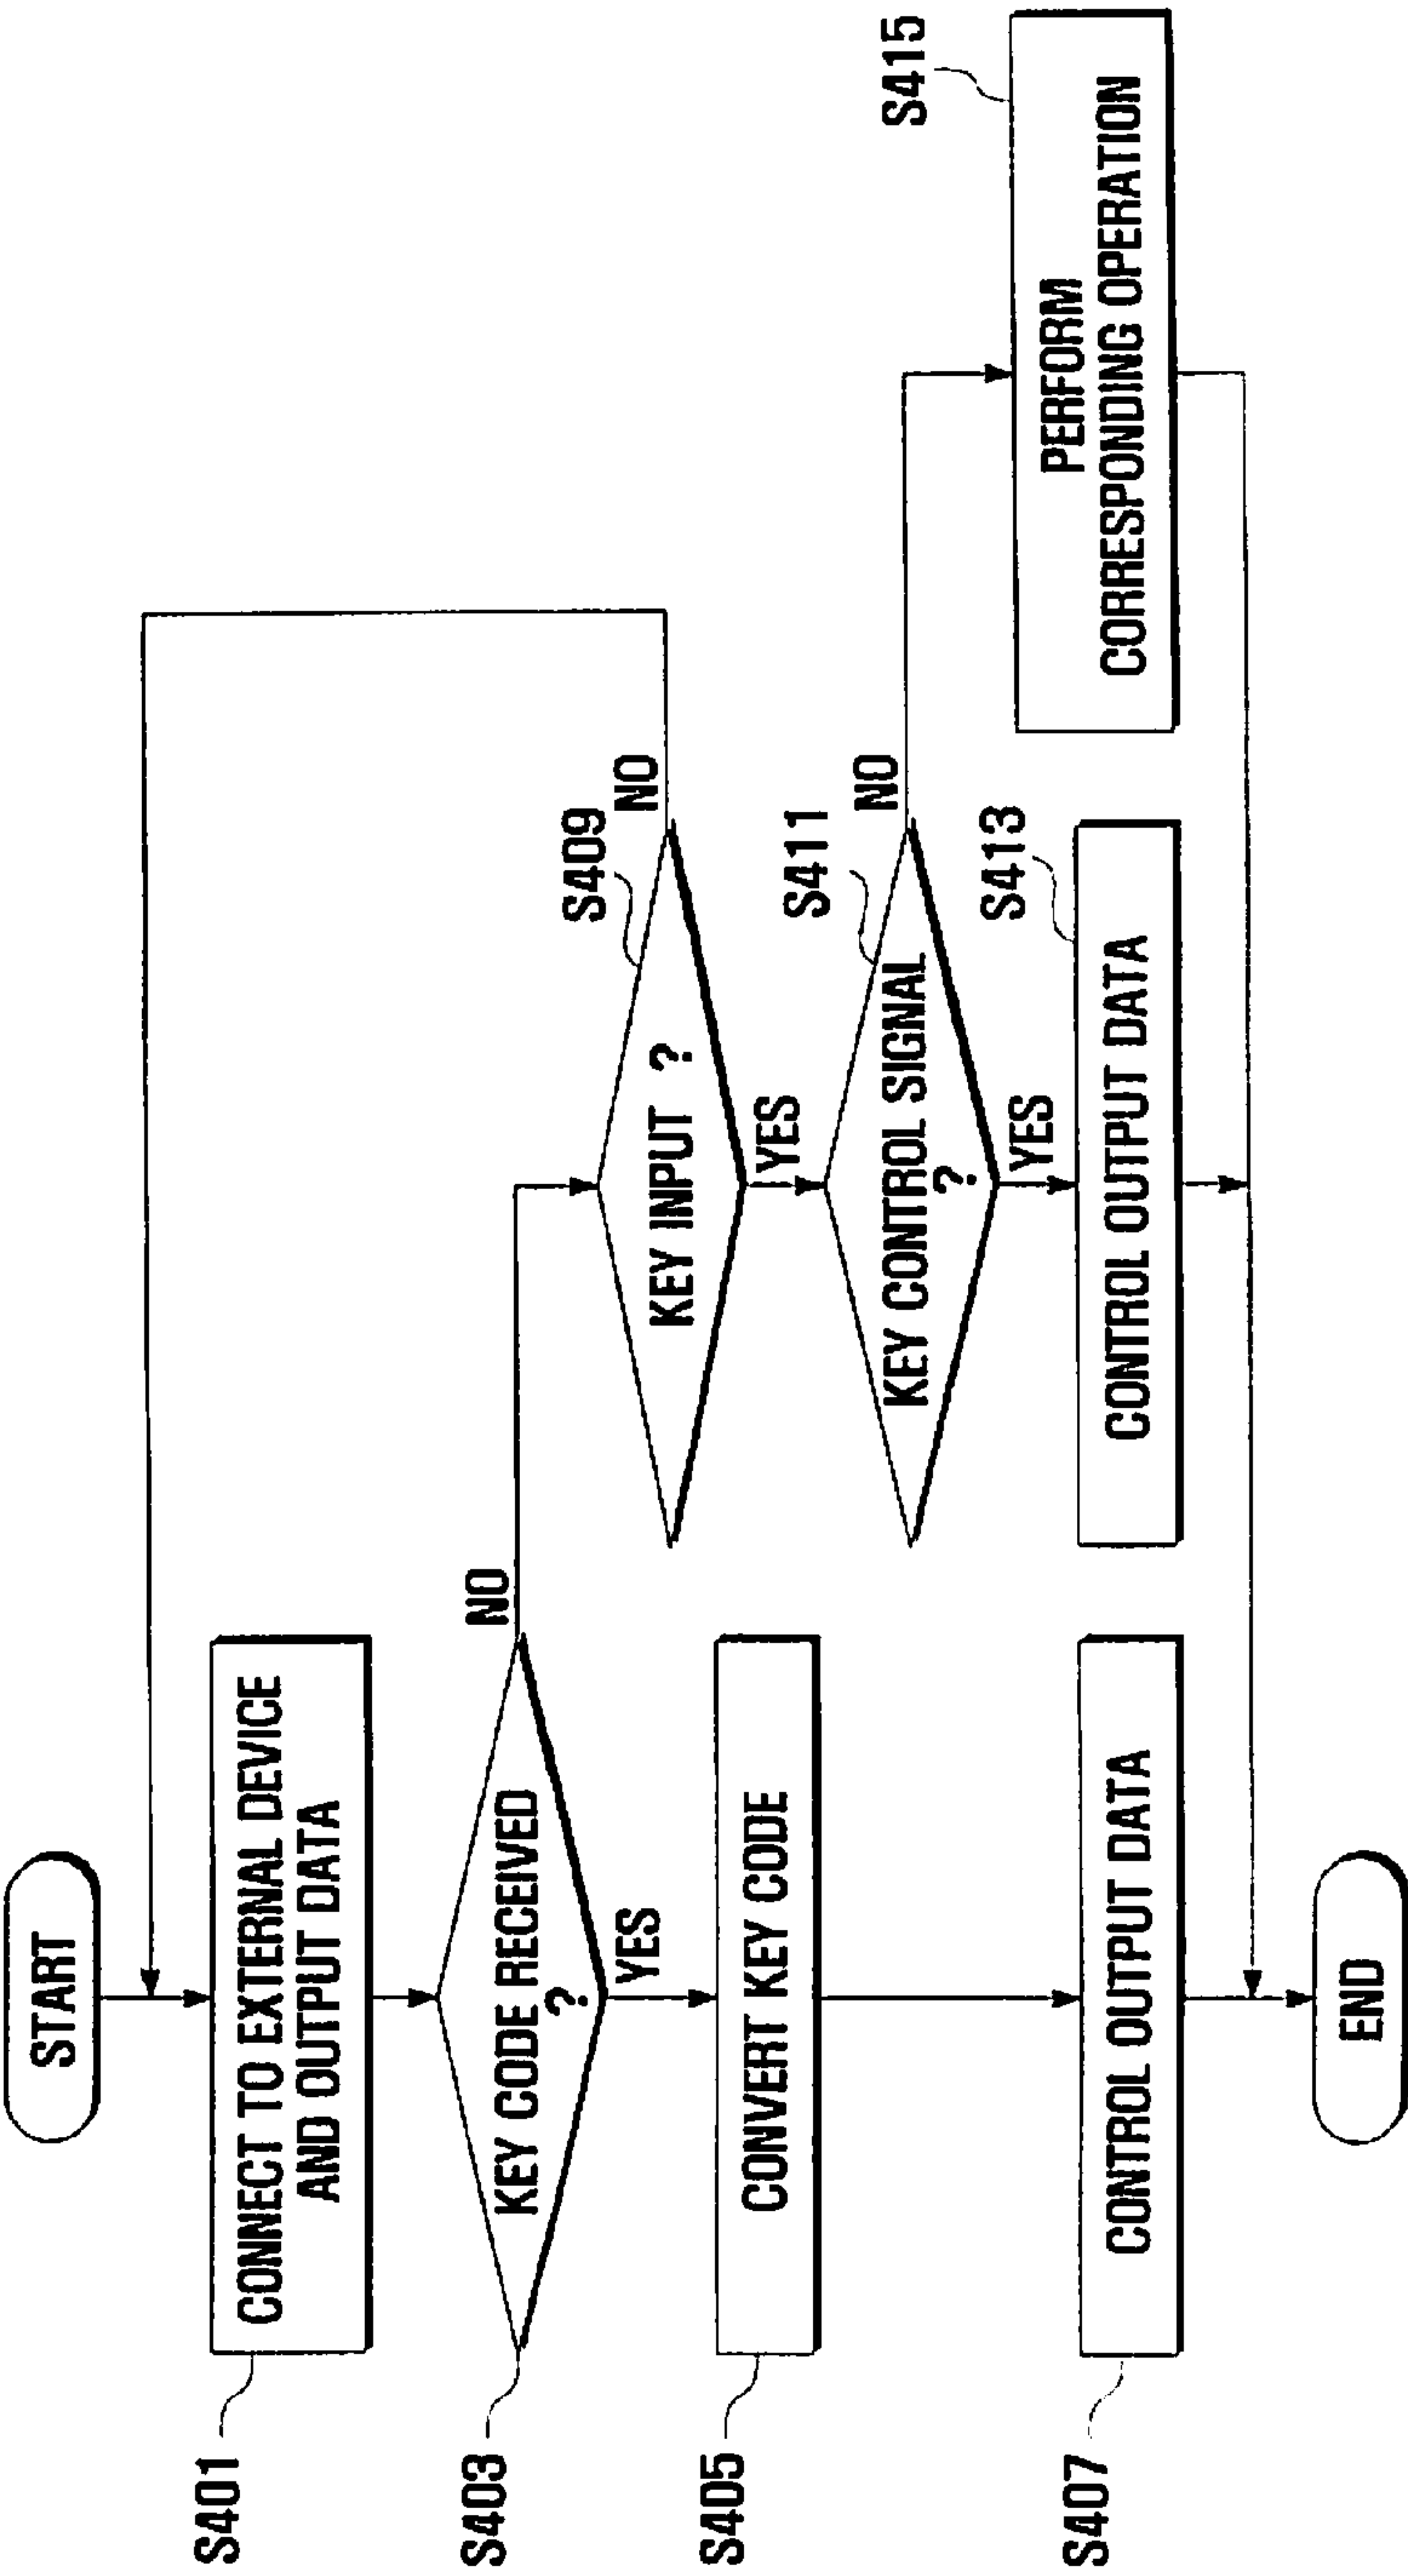 START
S401
CONNECT TO EXTERNAL DEVICE
AND OUTPUT DATA
S403
KEY CODE RECEIVED
?
NO
YES
S405
CONVERT KEY CODE
S409
KEY INPUT ?
NO
YES
S411
KEY CONTROL SIGNAL
?
NO
YES
S407
CONTROL OUTPUT DATA
S413
CONTROL OUTPUT DATA
S415
PERFORM
CORRESPONDING OPERATION
END